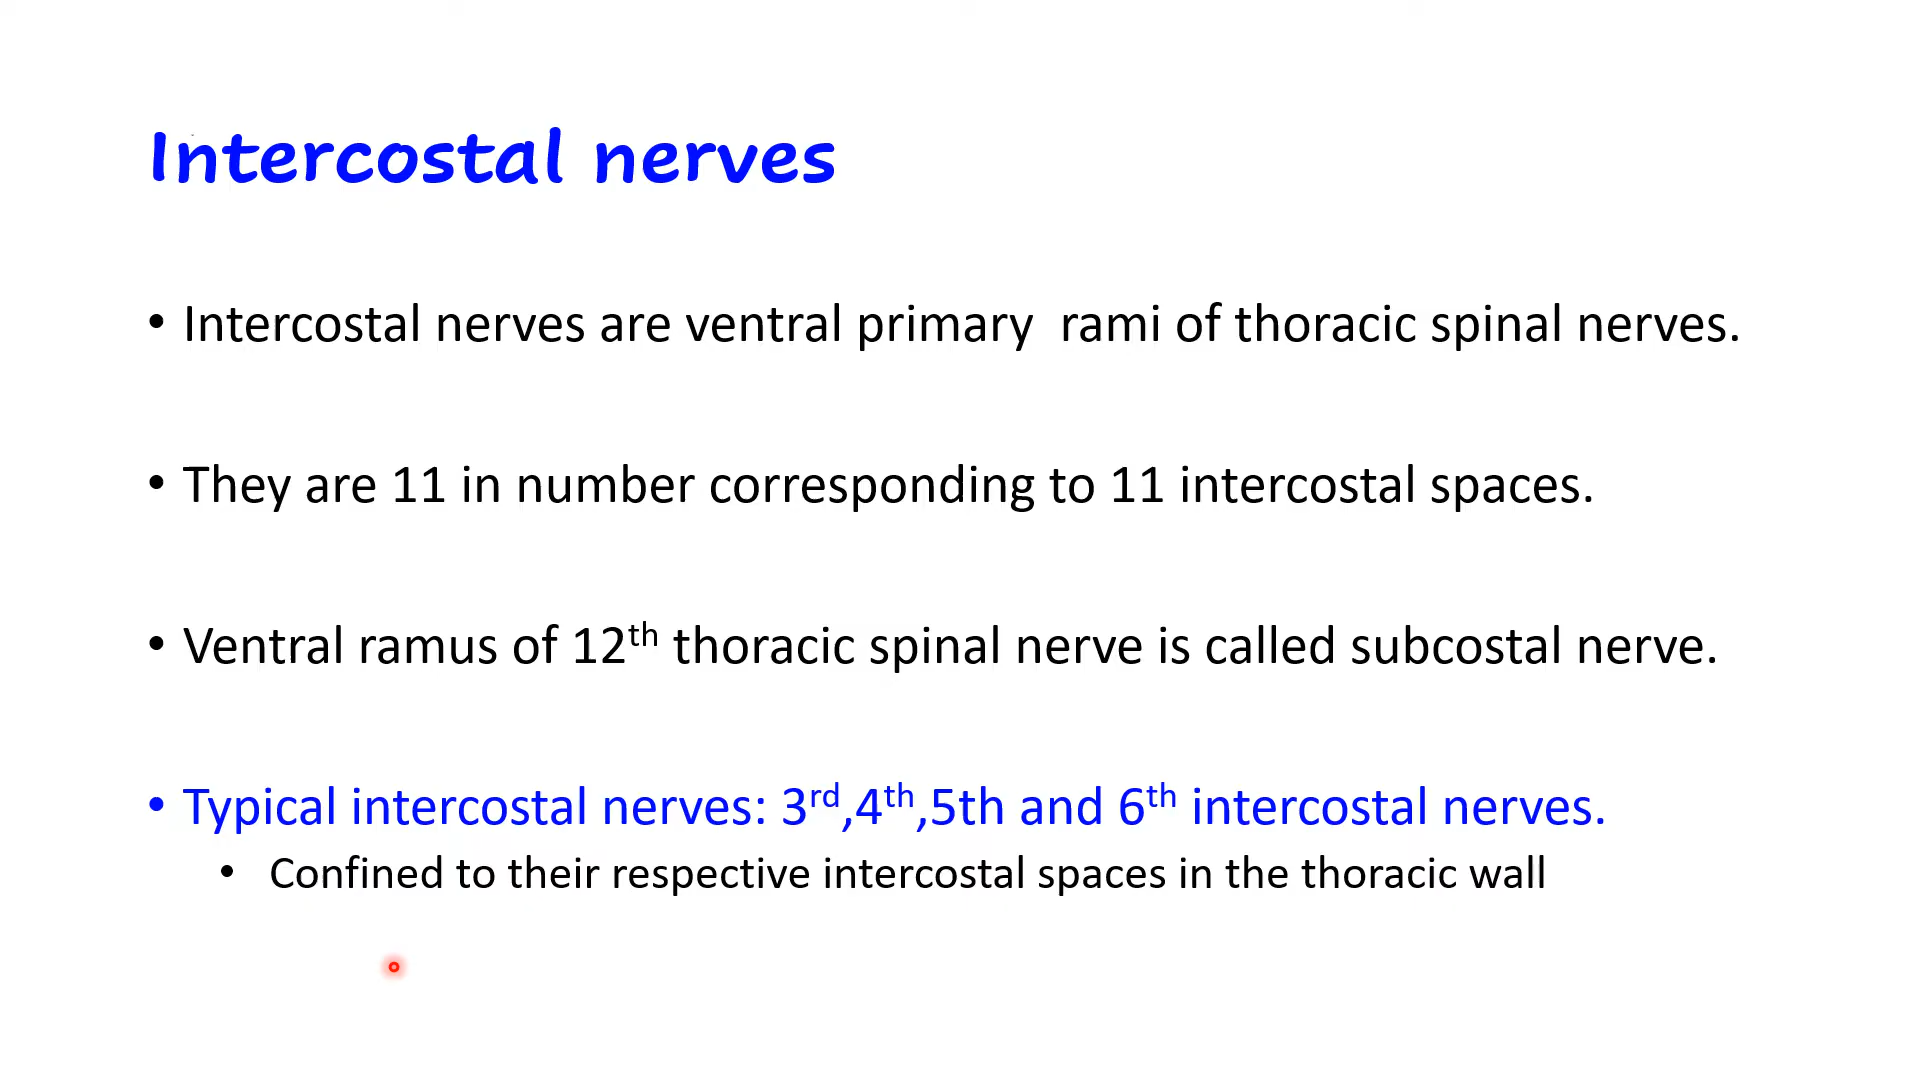 Intercostal nerves
• Intercostal nerves are ventral primary  rami of thoracic spinal nerves.
• They are 11 in number corresponding to 11 intercostal spaces.
• Ventral ramus of 12th thoracic spinal nerve is called subcostal nerve.
• Typical intercostal nerves: 3rd,4th,5th and 6th intercostal nerves.
• Confined to their respective intercostal spaces in the thoracic wall